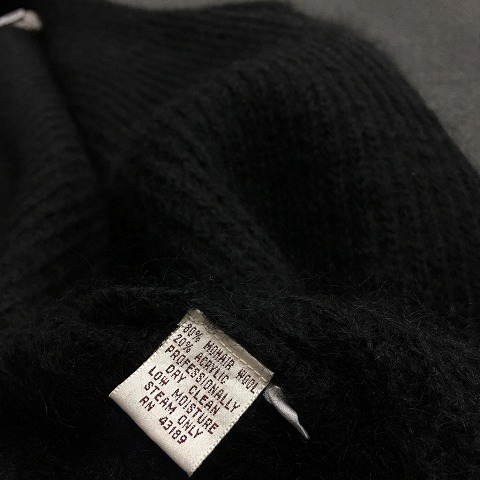 80% MOHAIR WOOL
20% ACRYLIC
PROFESSIONALLY
DRY CLEAN
LOW MOISTURE
STEAM ONLY
RN 43189